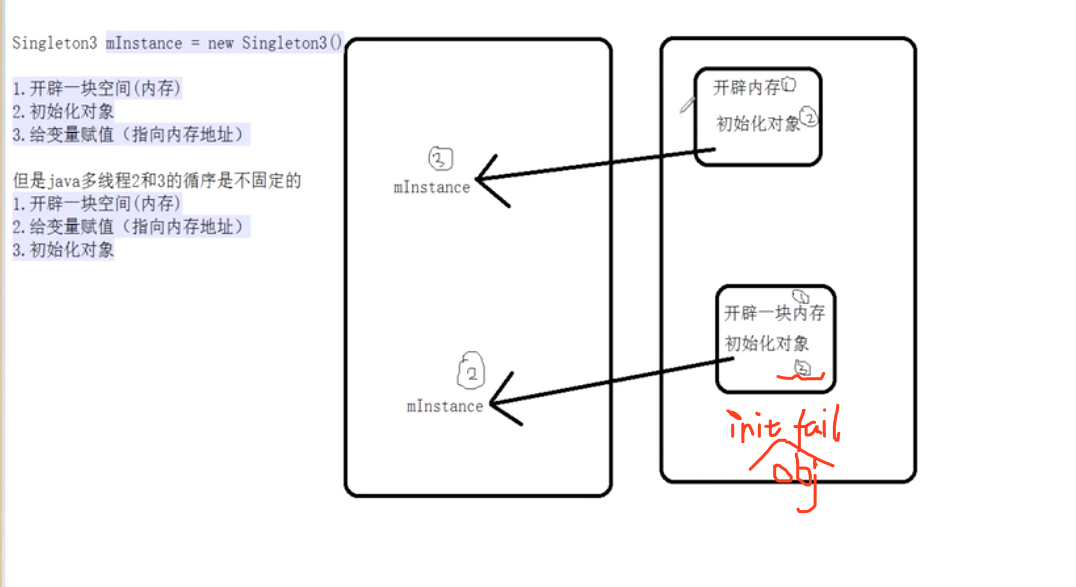 Singleton3 mInstance = new Singleton3()
1.开辟一块空间(内存)
2.初始化对象
3.给变量赋值（指向内存地址）
但是java多线程2和3的循序是不固定的
1.开辟一块空间(内存)
2.给变量赋值（指向内存地址）
3.初始化对象
3
mInstance
2
mInstance
开辟内存1
初始化对象2
1
开辟一块内存
初始化对象
3
init fail
obj